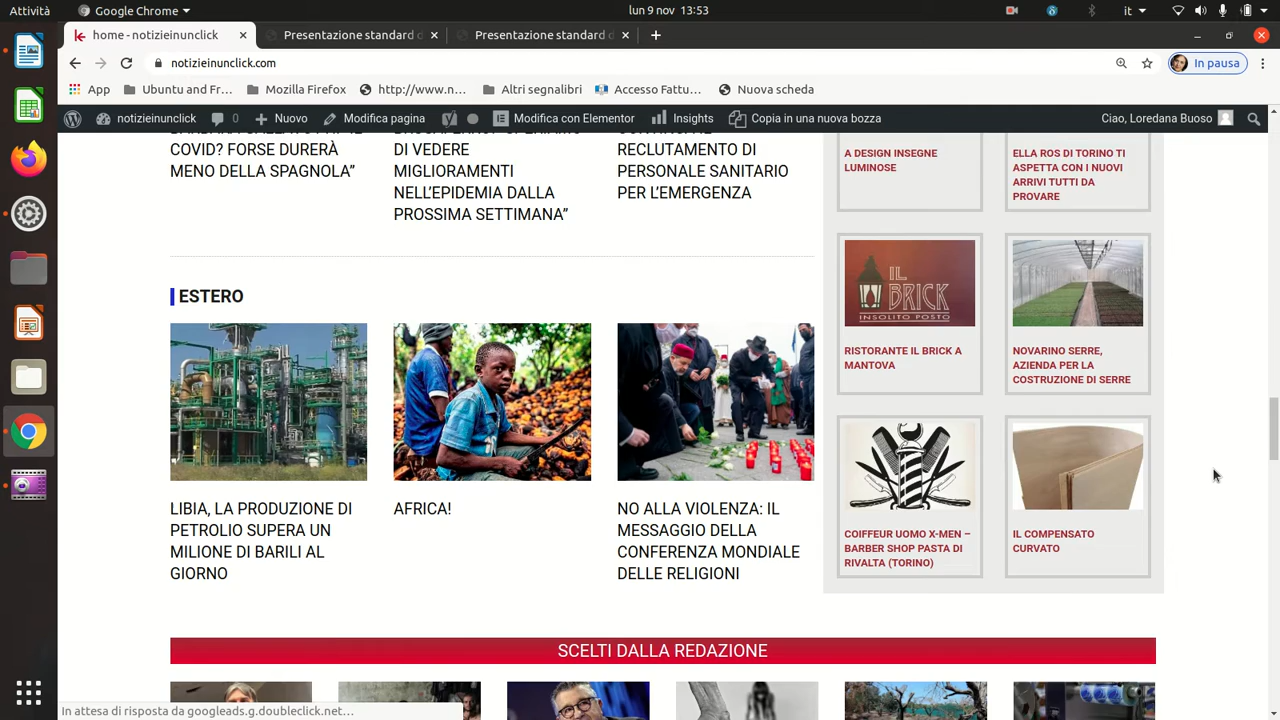 Attività
Google Chrome
lun 9 nov 13:53
it
home - notizieinunclick
Presentazione standard
Presentazione standard
notizieinunclick.com
In pausa
App
Ubuntu and Fr…
Mozilla Firefox
http://www.n…
Altri segnalibri
Accesso Fattu…
Nuova scheda
notizieinunclick
0
Nuovo
Modifica pagina
Modifica con Elementor
Insights
Copia in una nuova bozza
Ciao, Loredana Buoso
COVID? FORSE DURERÀ
MENO DELLA SPAGNOLA”
DI VEDERE
MIGLIORAMENTI
NELL’EPIDEMIA DALLA
PROSSIMA SETTIMANA”
RECLUTAMENTO DI
PERSONALE SANITARIO
PER L’EMERGENZA
A DESIGN INSEGNE
LUMINOSE
ELLA ROS DI TORINO TI
ASPETTA CON I NUOVI
ARRIVI TUTTI DA
PROVARE
IL
BRICK
INSOLITO POSTO
RISTORANTE IL BRICK A
MANTOVA
NOVARINO SERRE,
AZIENDA PER LA
COSTRUZIONE DI SERRE
ESTERO
LIBIA, LA PRODUZIONE DI
PETROLIO SUPERA UN
MILIONE DI BARILI AL
GIORNO
AFRICA!
NO ALLA VIOLENZA: IL
MESSAGGIO DELLA
CONFERENZA MONDIALE
DELLE RELIGIONI
COIFFEUR UOMO X-MEN –
BARBER SHOP PASTA DI
RIVALTA (TORINO)
IL COMPENSATO
CURVATO
SCELTI DALLA REDAZIONE
In attesa di risposta da googleads.g.doubleclick.net…